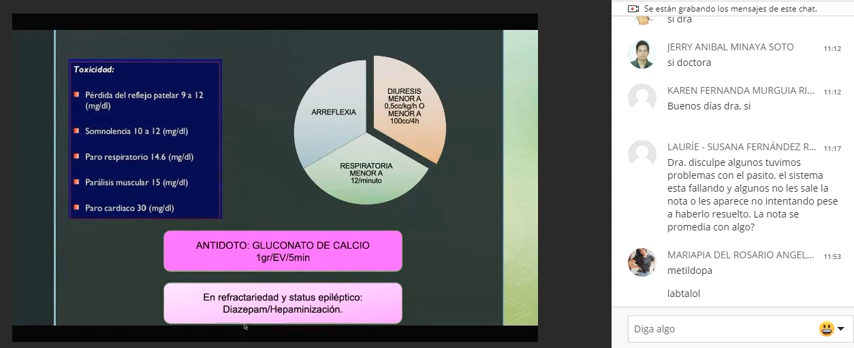 Toxicidad:
Pérdida del reflejo patelar 9 a 12
(mg/dl)
Somnolencia 10 a 12 (mg/dl)
Paro respiratorio 14.6 (mg/dl)
Parálisis muscular 15 (mg/dl)
Paro cardiaco 30 (mg/dl)
ARREFLEXIA
DIURESIS
MENOR A
0,5cc/kg/h O
MENOR A
100cc/4h
RESPIRATORIA
MENOR A
12/minuto
ANTIDOTO: GLUCONATO DE CALCIO
1gr/EV/5min
En refractariedad y status epiléptico:
Diazepam/Hepaminización.
Se están grabando los mensajes de este chat.
si dra
JERRY ANIBAL MINAYA SOTO 11:12
si doctora
KAREN FERNANDA MURGUIA RI... 11:12
Buenos días dra, si
LAURÍE - SUSANA FERNÁNDEZ R... 11:17
Dra. disculpe algunos tuvimos
problemas con el pasito, el sistema
esta fallando y algunos no les sale la
nota o les aparece no intentando pese
a haberlo resuelto. La nota se
promedia con algo?
MARIAPIA DEL ROSARIO ANGEL... 11:53
metildopa
labtalol
Diga algo